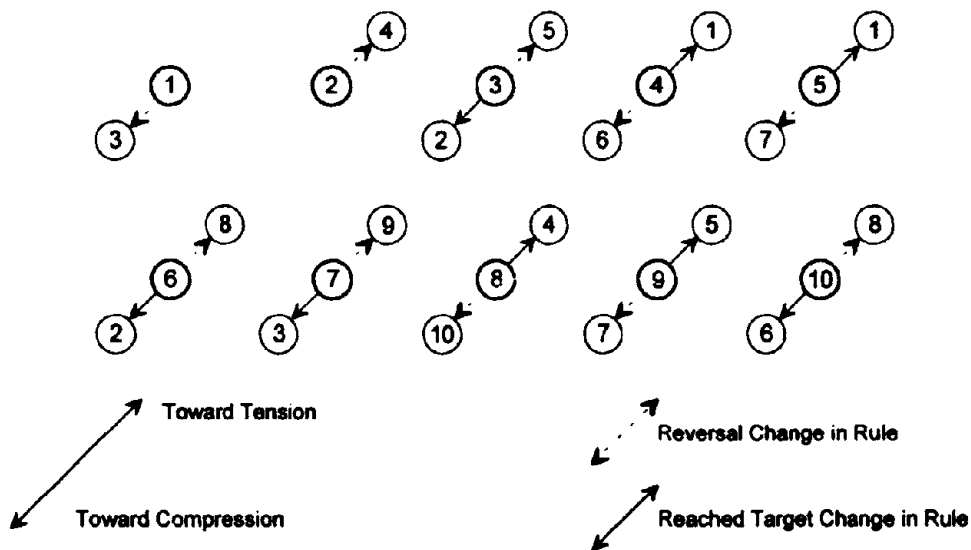 4 5 1 1
1 2 3 4 5
3 2 6 7
8 9 4 5 8
6 7 8 9 10
2 3 10 7 6
Toward Tension
Reversal Change in Rule
Toward Compression
Reached Target Change in Rule